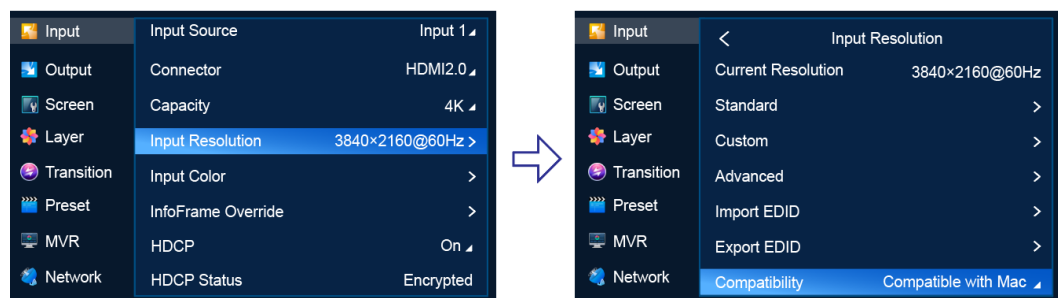 Input
Output
Screen
Layer
Transition
Preset
MVR
Network
Input Source Input 1
Connector HDMI2.0
Capacity 4K
Input Resolution 3840×2160@60Hz >
Input Color >
InfoFrame Override >
HDCP On
HDCP Status Encrypted
Input
Output
Screen
Layer
Transition
Preset
MVR
Network
< Input Resolution
Current Resolution 3840×2160@60Hz
Standard >
Custom >
Advanced >
Import EDID >
Export EDID >
Compatibility Compatible with Mac